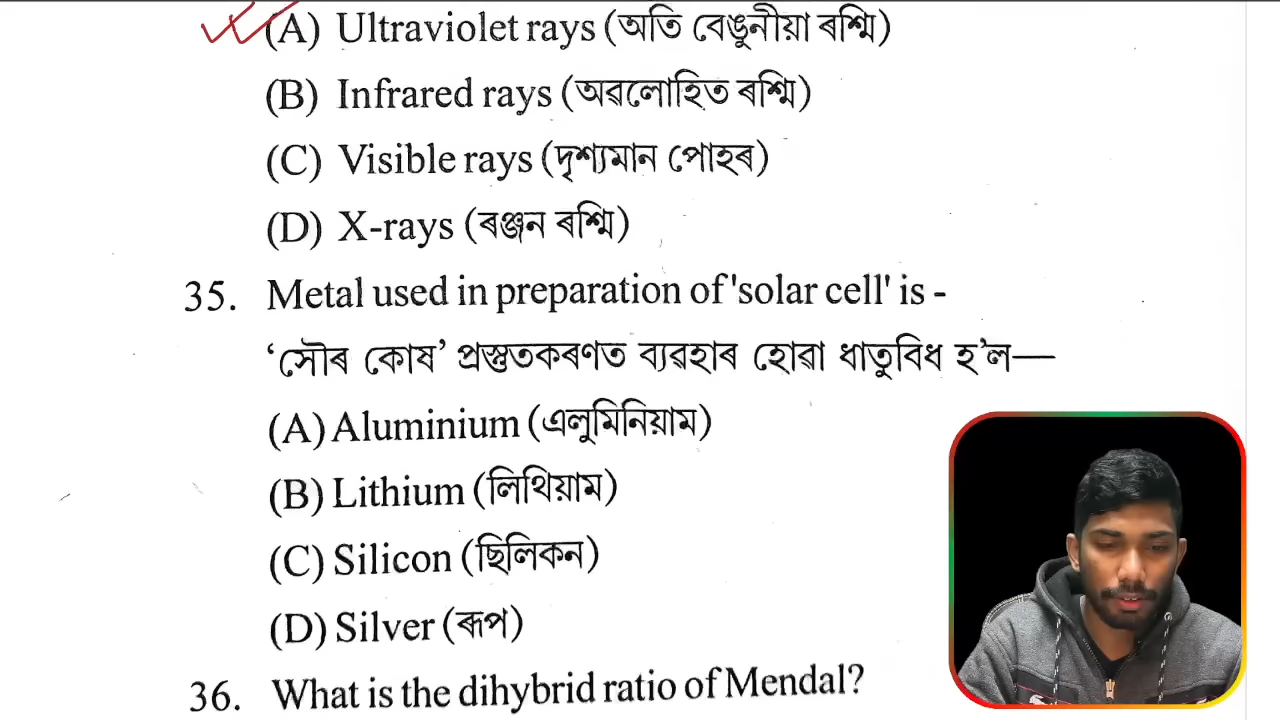 (A) Ultraviolet rays (অতি বেঙুনীয়া ৰশ্মি)
(B) Infrared rays (অৱলোহিত ৰশ্মি)
(C) Visible rays (দৃশ্যমান পোহৰ)
(D) X-rays (ৰঞ্জন ৰশ্মি)
35. Metal used in preparation of 'solar cell' is -
‘সৌৰ কোষ’ প্ৰস্তুতকৰণত ব্যৱহাৰ হোৱা ধাতুবিধ হ’ল—
(A) Aluminium (এলুমিনিয়াম)
(B) Lithium (লিথিয়াম)
(C) Silicon (ছিলিকন)
(D) Silver (ৰূপ)
36. What is the dihybrid ratio of Mendal?